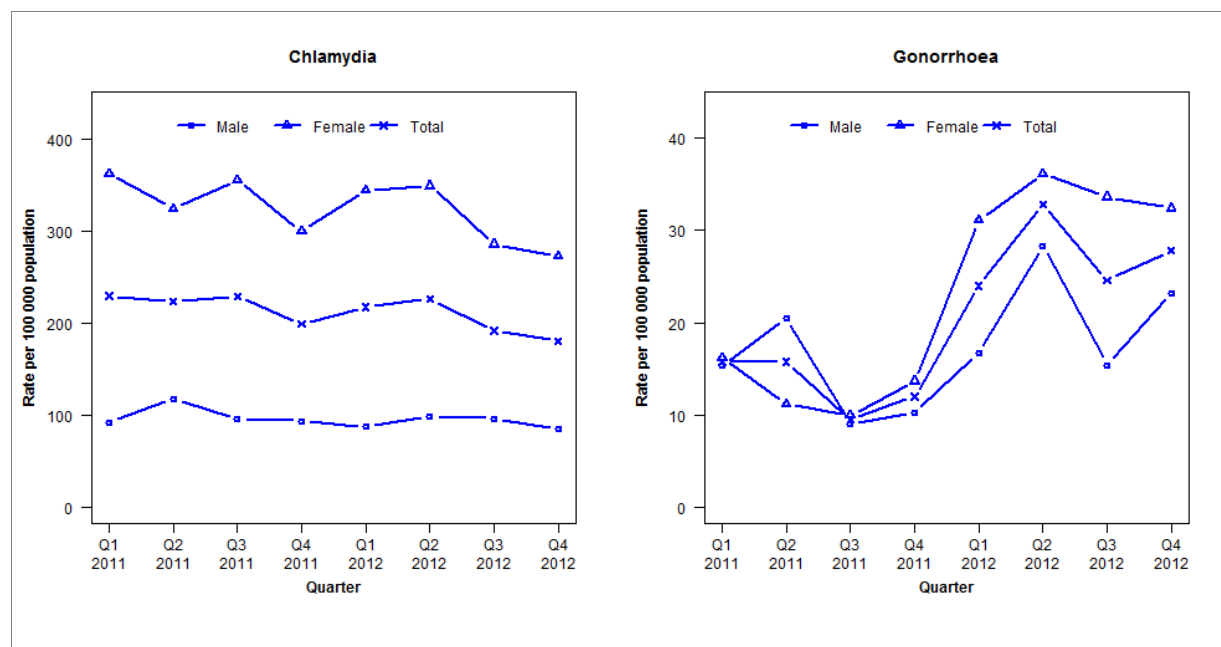 Chlamydia
Male Female Total
Rate per 100 000 population
400
300
200
100
0
Q1 Q2 Q3 Q4 Q1 Q2 Q3 Q4
2011 2011 2011 2011 2012 2012 2012 2012
Quarter
Gonorrhoea
Male Female Total
Rate per 100 000 population
40
30
20
10
0
Q1 Q2 Q3 Q4 Q1 Q2 Q3 Q4
2011 2011 2011 2011 2012 2012 2012 2012
Quarter